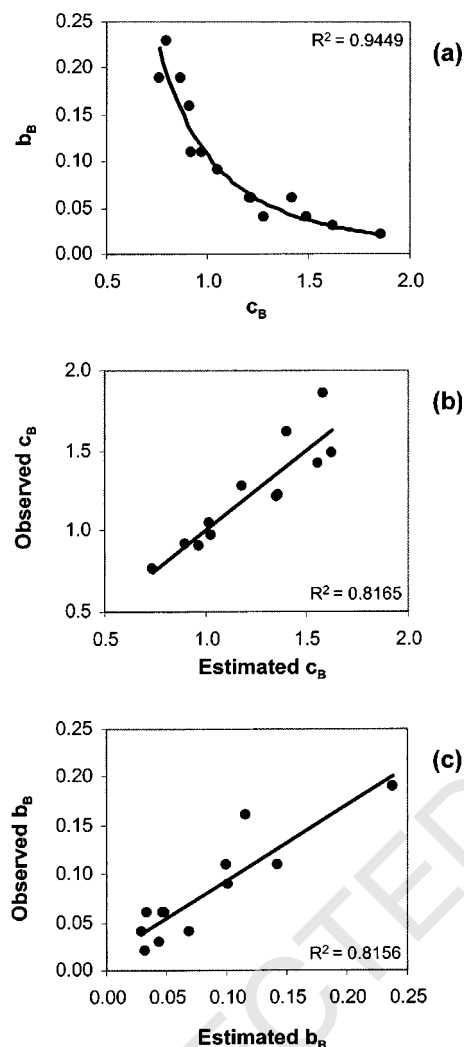 0.25
R² = 0.9449
(a)
0.20
0.15
b_B
0.10
0.05
0.00
0.5 1.0 1.5 2.0
c_B
2.0
(b)
1.5
Observed c_B
1.0
R² = 0.8165
0.5
0.5 1.0 1.5 2.0
Estimated c_B
0.25
(c)
0.20
0.15
Observed b_B
0.10
0.05
R² = 0.8156
0.00
0.00 0.05 0.10 0.15 0.20 0.25
Estimated b_B
ECTED